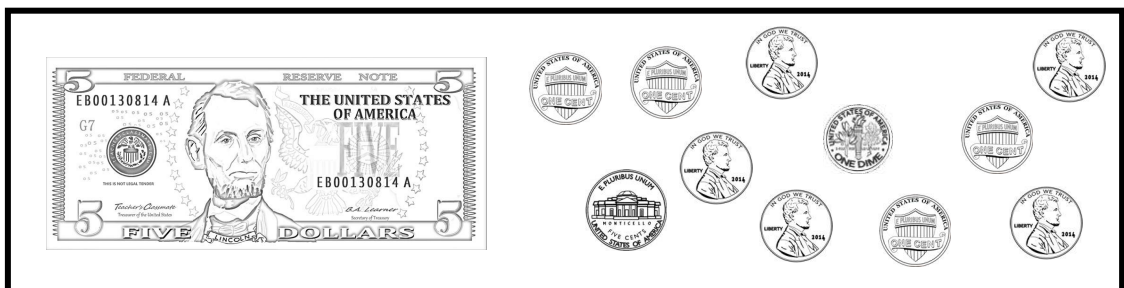 5 FEDERAL RESERVE NOTE 5
EB00130814 A
THE UNITED STATES
OF AMERICA
G7
FIVE
EB00130814 A
THIS IS NOT LEGAL TENDER
Teacher's Classmate
Treasurer of the United States
G.A. Learner
Secretary of Treasury
5 FIVE LINCOLN DOLLARS 5
UNITED STATES OF AMERICA
E PLURIBUS UNUM
ONE CENT
UNITED STATES OF AMERICA
E PLURIBUS UNUM
ONE CENT
IN GOD WE TRUST
LIBERTY
2014
IN GOD WE TRUST
LIBERTY
2014
E PLURIBUS UNUM
MONTICELLO
FIVE CENTS
UNITED STATES OF AMERICA
IN GOD WE TRUST
LIBERTY
2014
UNITED STATES OF AMERICA
ONE DIME
UNITED STATES OF AMERICA
E PLURIBUS UNUM
ONE CENT
IN GOD WE TRUST
LIBERTY
2014
UNITED STATES OF AMERICA
E PLURIBUS UNUM
ONE CENT
IN GOD WE TRUST
LIBERTY
2014